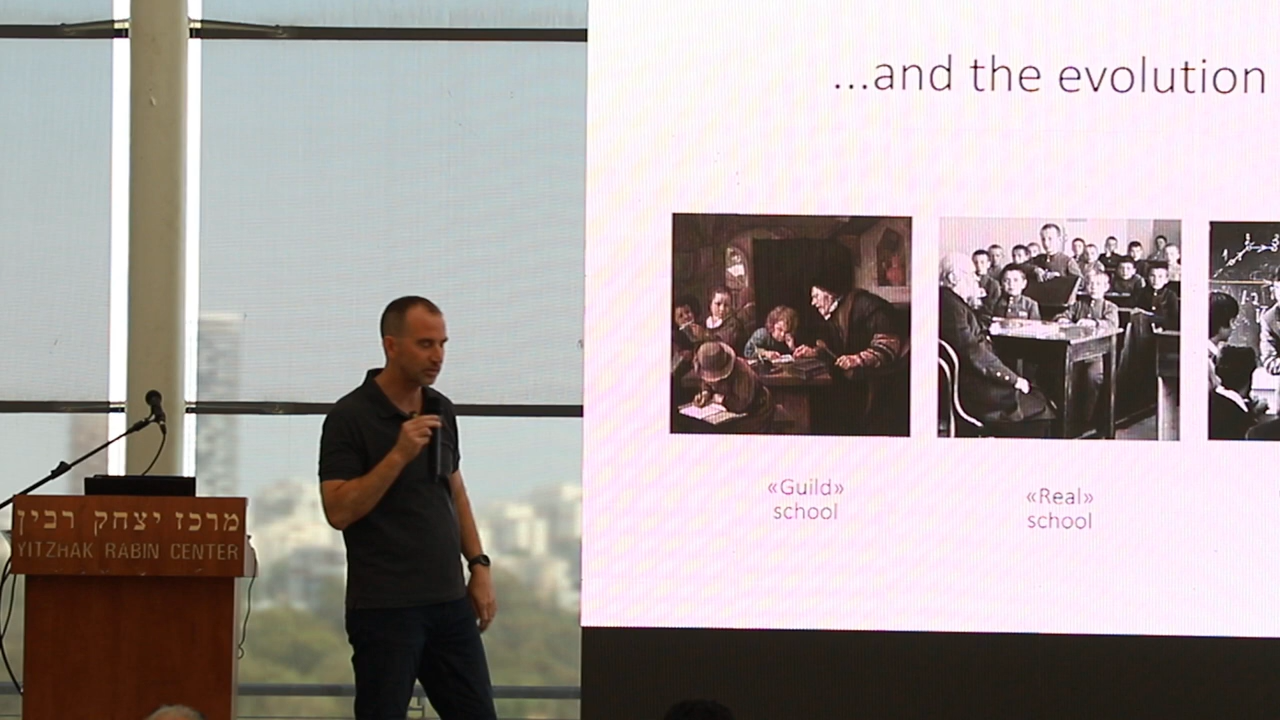 ...and the evolution
«Guild»
school
«Real»
school
מרכז יצחק רבין
YITZHAK RABIN CENTER